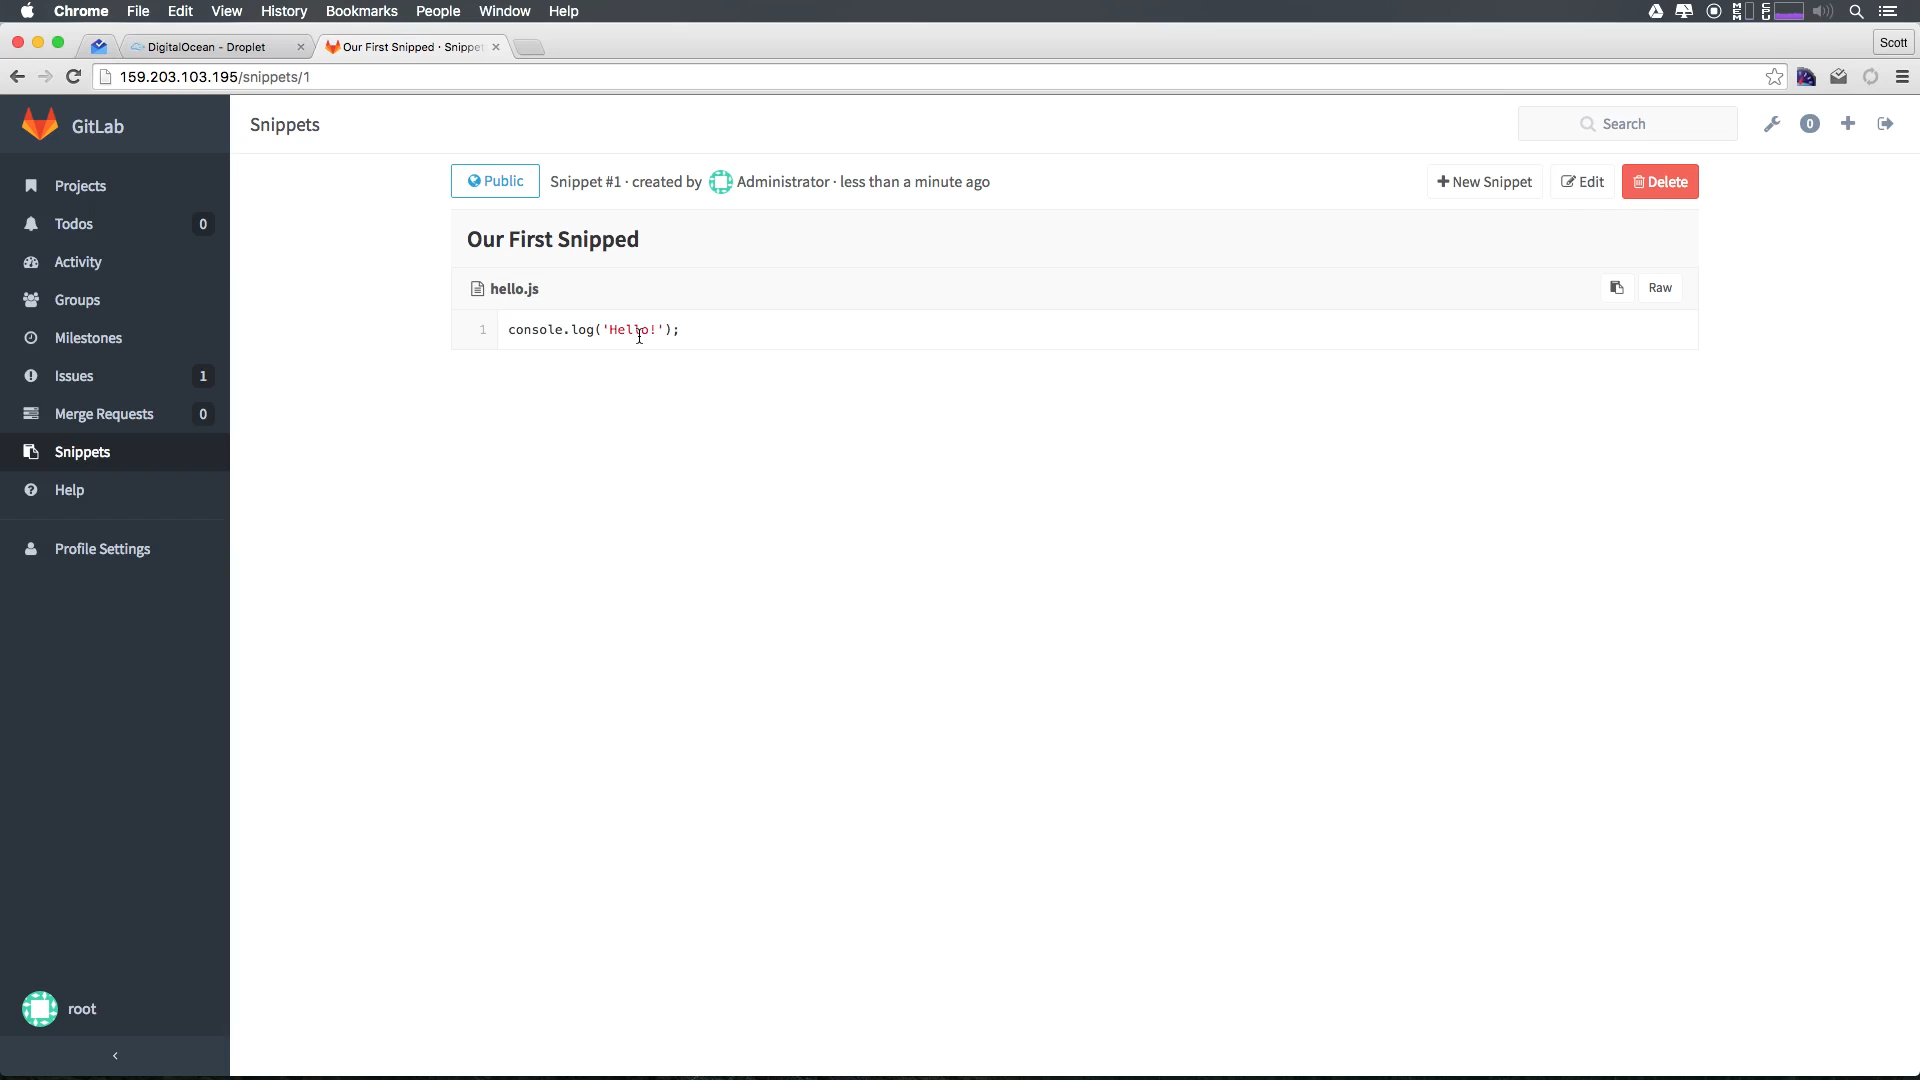 Chrome File Edit View History Bookmarks People Window Help
MEM CPU
DigitalOcean - Droplet
Our First Snipped · Snippet
Scott
159.203.103.195/snippets/1
GitLab
Snippets
Search
0
Projects
Todos 0
Activity
Groups
Milestones
Issues 1
Merge Requests 0
Snippets
Help
Profile Settings
root
Public Snippet #1 · created by Administrator · less than a minute ago
New Snippet Edit Delete
Our First Snipped
hello.js
Raw
1 console.log('Hello!');